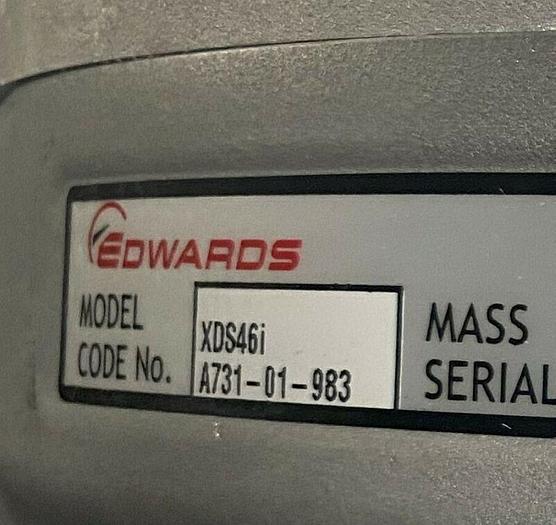 EDWARDS
MODEL XDS46i MASS
CODE No. A731-01-983 SERIAL